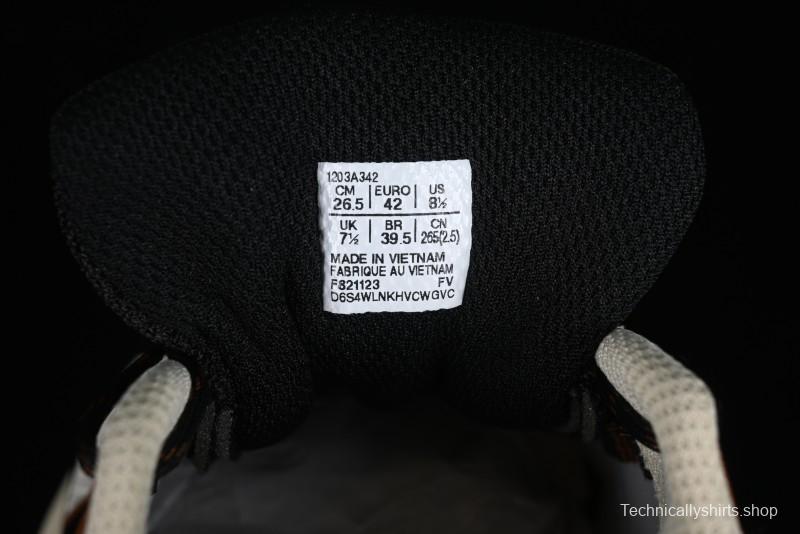 1203A342
CM | EURO | US
26.5 | 42 | 8½
UK | BR | CN
7½ | 39.5 | 265(2.5)
MADE IN VIETNAM
FABRIQUE AU VIETNAM
F821123 FV
D6S4WLNKHVCWGVC
Technicallyshirts.shop